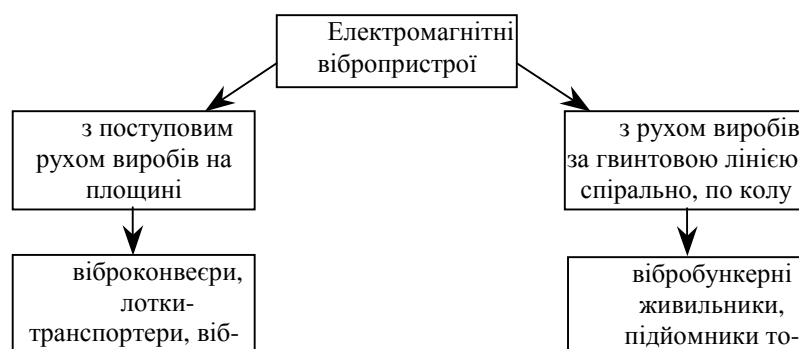 Електромагнітні
вібропристрої
з поступовим
рухом виробів на
площині
з рухом виробів
за гвинтовою лінією
спірально, по колу
віброконвеєри,
лотки-
транспортери, віб-
вібробункерні
живильники,
підйомники то-